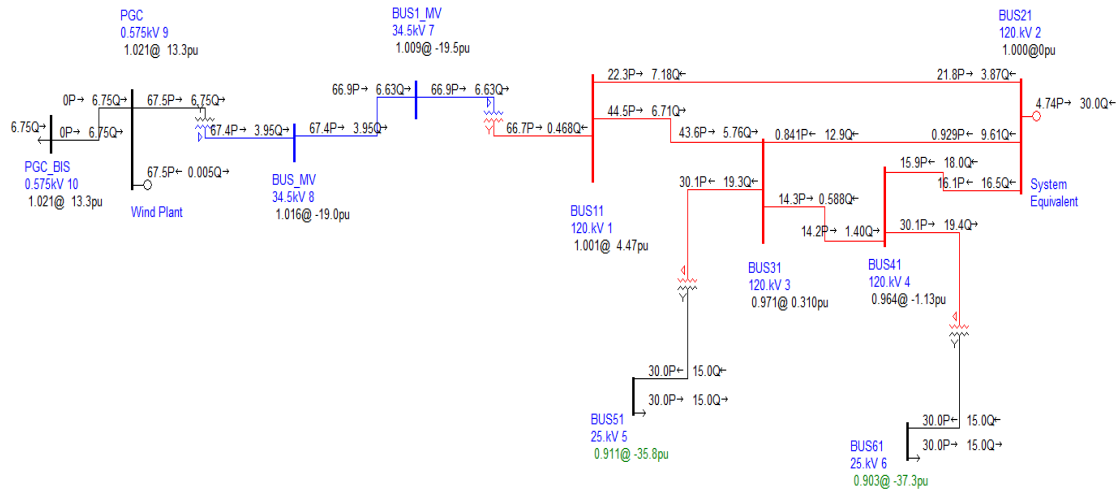 PGC
0.575kV 9
1.021@ 13.3pu
BUS1_MV
34.5kV 7
1.009@ -19.5pu
BUS21
120.kV 2
1.000@0pu
0P→ 6.75Q→
67.5P→ 6.75Q→
66.9P→ 6.63Q←
66.9P→ 6.63Q←
22.3P→ 7.18Q←
21.8P→ 3.87Q←
6.75Q→
0P→ 6.75Q←
67.4P→ 3.95Q←
67.4P→ 3.95Q←
66.7P→ 0.468Q←
44.5P→ 6.71Q→
43.6P→ 5.76Q→
0.841P→ 12.9Q←
0.929P← 9.61Q←
4.74P→ 30.0Q←
PGC_BIS
0.575kV 10
1.021@ 13.3pu
67.5P← 0.005Q←
Wind Plant
BUS_MV
34.5kV 8
1.016@ -19.0pu
BUS11
120.kV 1
1.001@ 4.47pu
30.1P← 19.3Q←
14.3P→ 0.588Q←
14.2P→ 1.40Q←
15.9P← 18.0Q←
16.1P← 16.5Q←
System
Equivalent
30.1P→ 19.4Q→
BUS31
120.kV 3
0.971@ 0.310pu
BUS41
120.kV 4
0.964@ -1.13pu
30.0P← 15.0Q←
30.0P→ 15.0Q→
BUS51
25.kV 5
0.911@ -35.8pu
30.0P← 15.0Q←
30.0P→ 15.0Q→
BUS61
25.kV 6
0.903@ -37.3pu